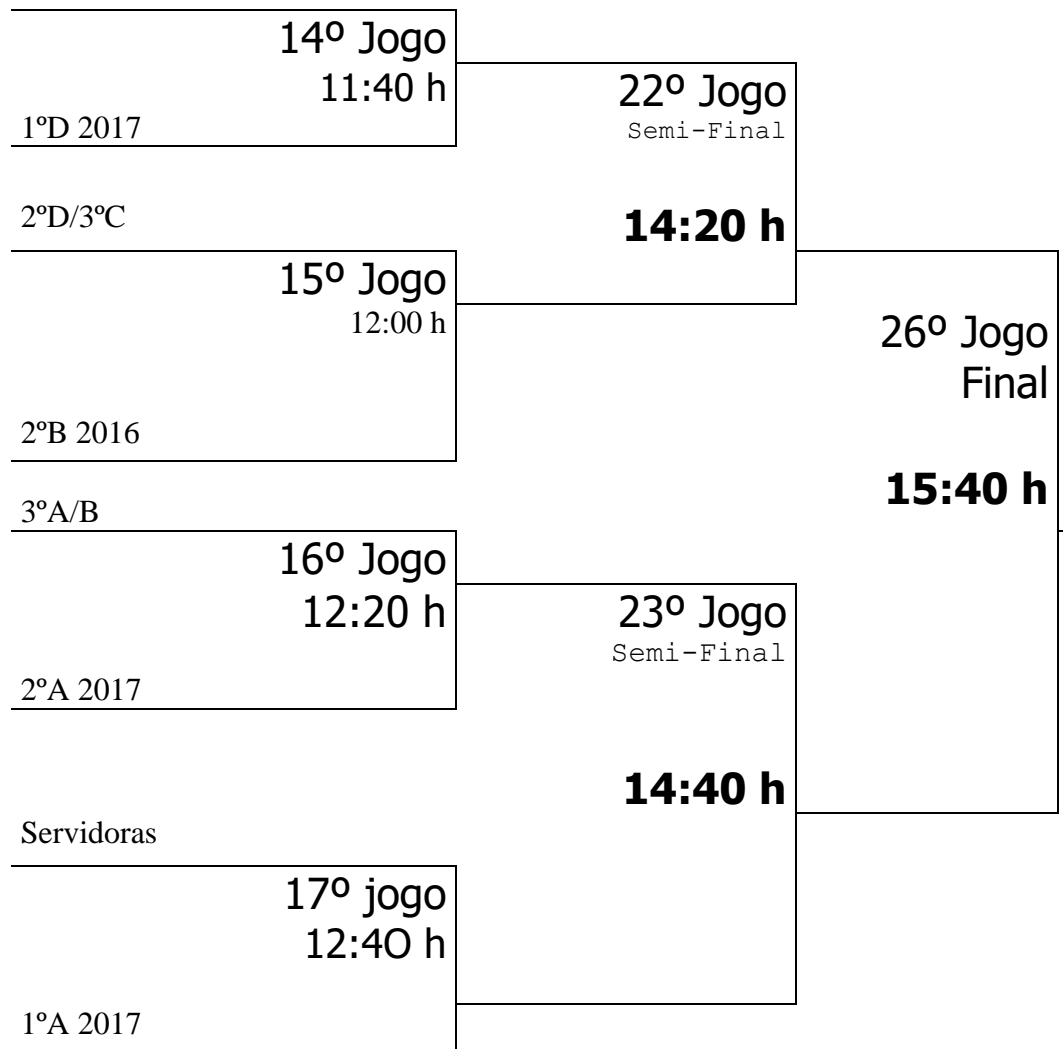 14º Jogo
11:40 h
1ºD 2017
22º Jogo
Semi-Final
14:20 h
2ºD/3ºC
15º Jogo
12:00 h
2ºB 2016
26º Jogo
Final
15:40 h
3ºA/B
16º Jogo
12:20 h
2ºA 2017
23º Jogo
Semi-Final
14:40 h
Servidoras
17º jogo
12:4O h
1ºA 2017